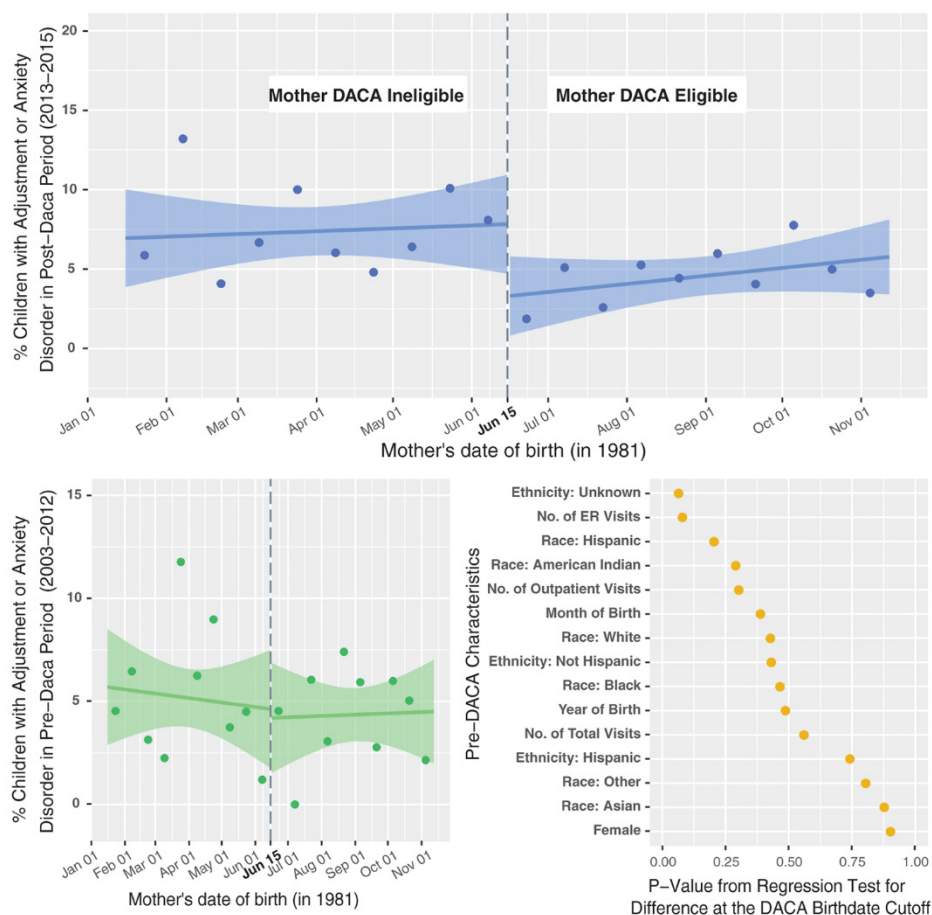 % Children with Adjustment or Anxiety
Disorder in Post–Daca Period (2013–2015)
20
15
10
5
0
Mother DACA Ineligible
Mother DACA Eligible
Jan 01
Feb 01
Mar 01
Apr 01
May 01
Jun 01
Jun 15
Jul 01
Aug 01
Sep 01
Oct 01
Nov 01
Mother's date of birth (in 1981)
% Children with Adjustment or Anxiety
Disorder in Pre–Daca Period (2003–2012)
15
10
5
0
Jan 01
Feb 01
Mar 01
Apr 01
May 01
Jun 01
Jun 15
Jul 01
Aug 01
Sep 01
Oct 01
Nov 01
Mother's date of birth (in 1981)
Pre–DACA Characteristics
Ethnicity: Unknown
No. of ER Visits
Race: Hispanic
Race: American Indian
No. of Outpatient Visits
Month of Birth
Race: White
Ethnicity: Not Hispanic
Race: Black
Year of Birth
No. of Total Visits
Ethnicity: Hispanic
Race: Other
Race: Asian
Female
0.00
0.25
0.50
0.75
1.00
P–Value from Regression Test for
Difference at the DACA Birthdate Cutoff